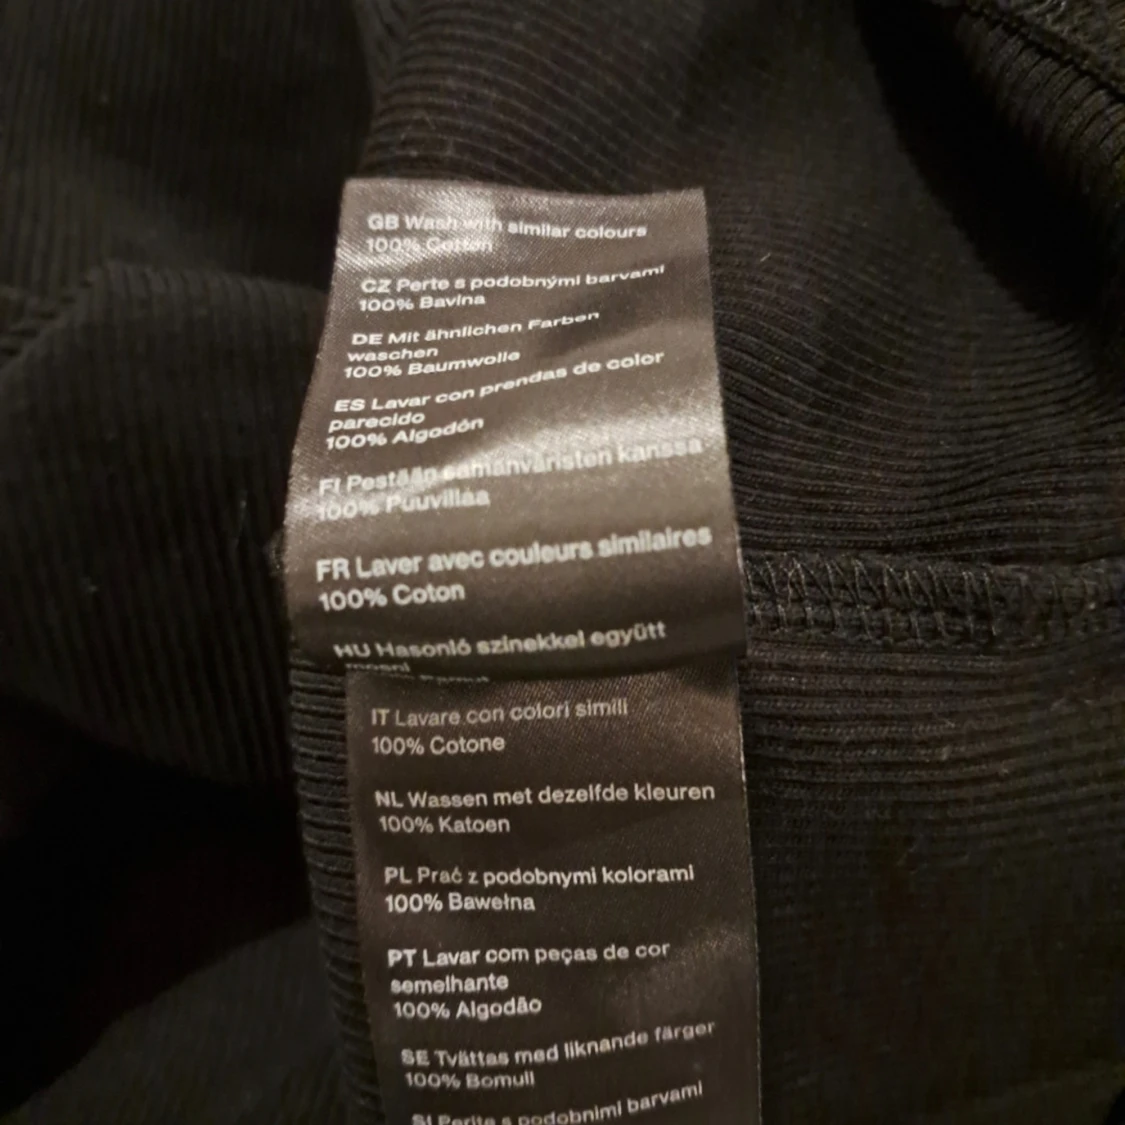 GB Wash with similar colours
100% Cotton
CZ Perte s podobnými barvami
100% Bavlna
DE Mit ähnlichen Farben
waschen
100% Baumwolle
ES Lavar con prendas de color
parecido
100% Algodón
FI Pestään samanväristen kanssa
100% Puuvillaa
FR Laver avec couleurs similaires
100% Coton
HU Hasonló szinekkel együtt
mosni
IT Lavare con colori simili
100% Cotone
NL Wassen met dezelfde kleuren
100% Katoen
PL Prać z podobnymi kolorami
100% Bawełna
PT Lavar com peças de cor
semelhante
100% Algodão
SE Tvättas med liknande färger
100% Bomull
SI Perite s podobnimi barvami